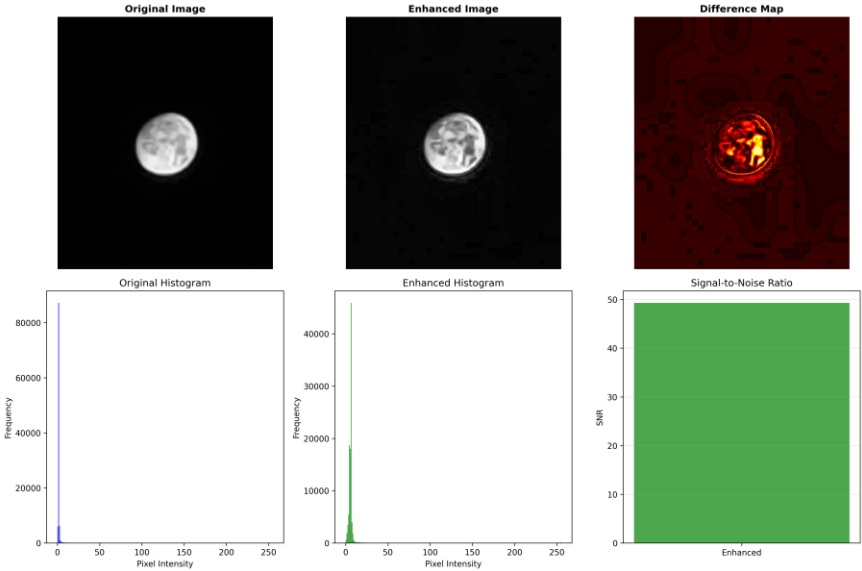 Original Image
Enhanced Image
Difference Map
Original Histogram
Frequency
80000
60000
40000
20000
0
0 50 100 150 200 250
Pixel Intensity
Enhanced Histogram
Frequency
40000
30000
20000
10000
0
0 50 100 150 200 250
Pixel Intensity
Signal-to-Noise Ratio
SNR
50
40
30
20
10
0
Enhanced